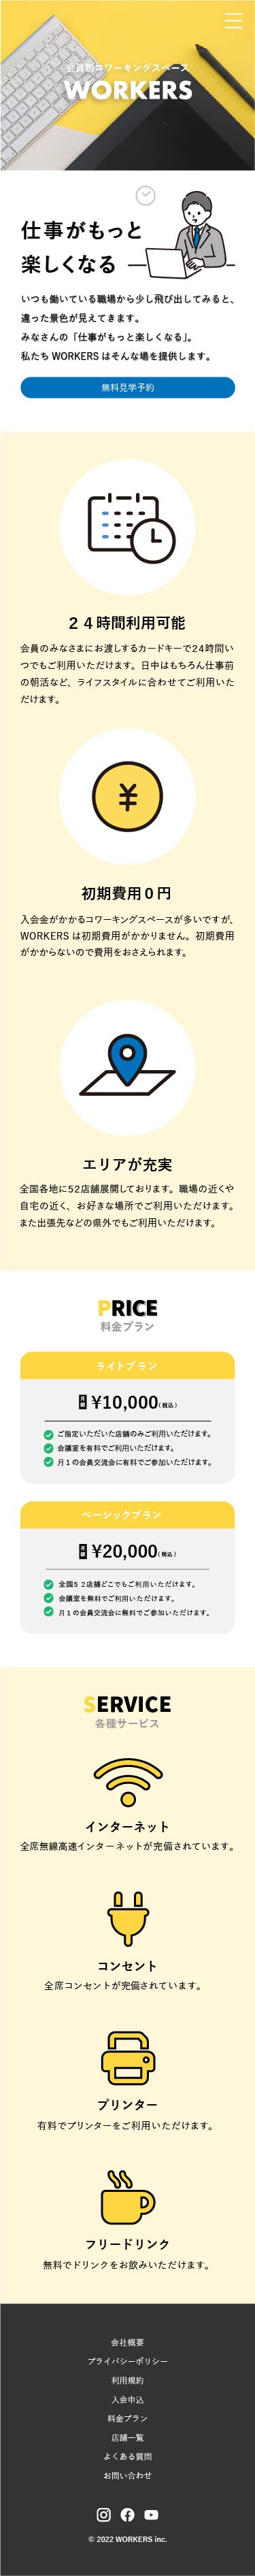 会員制コワーキングスペース
WORKERS
仕事がもっと
楽しくなる
いつも働いている職場から少し飛び出してみると、
違った景色が見えてきます。
みなさんの「仕事がもっと楽しくなる」。
私たち WORKERS はそんな場を提供します。
無料見学予約
２４時間利用可能
会員のみなさまにお渡しするカードキーで24時間い
つでもご利用いただけます。日中はもちろん仕事前
の朝活など、ライフスタイルに合わせてご利用いた
だけます。
初期費用０円
入会金がかかるコワーキングスペースが多いですが、
WORKERS は初期費用がかかりません。初期費用
がかからないので費用をおさえられます。
エリアが充実
全国各地に52店舗展開しております。職場の近くや
自宅の近く、お好きな場所でご利用いただけます。
また出張先などの県外でもご利用いただけます。
PRICE
料金プラン
ライトプラン
¥10,000(税込)
ご指定いただいた店舗のみご利用いただけます。
会議室を有料でご利用いただけます。
月１の会員交流会に有料でご参加いただけます。
ベーシックプラン
¥20,000(税込)
全国５２店舗どこでもご利用いただけます。
会議室を無料でご利用いただけます。
月１の会員交流会に無料でご参加いただけます。
SERVICE
各種サービス
インターネット
全席無線高速インターネットが完備されています。
コンセント
全席コンセントが完備されています。
プリンター
有料でプリンターをご利用いただけます。
フリードリンク
無料でドリンクをお飲みいただけます。
会社概要
プライバシーポリシー
利用規約
入会申込
料金プラン
店舗一覧
よくある質問
お問い合わせ
© 2022 WORKERS inc.